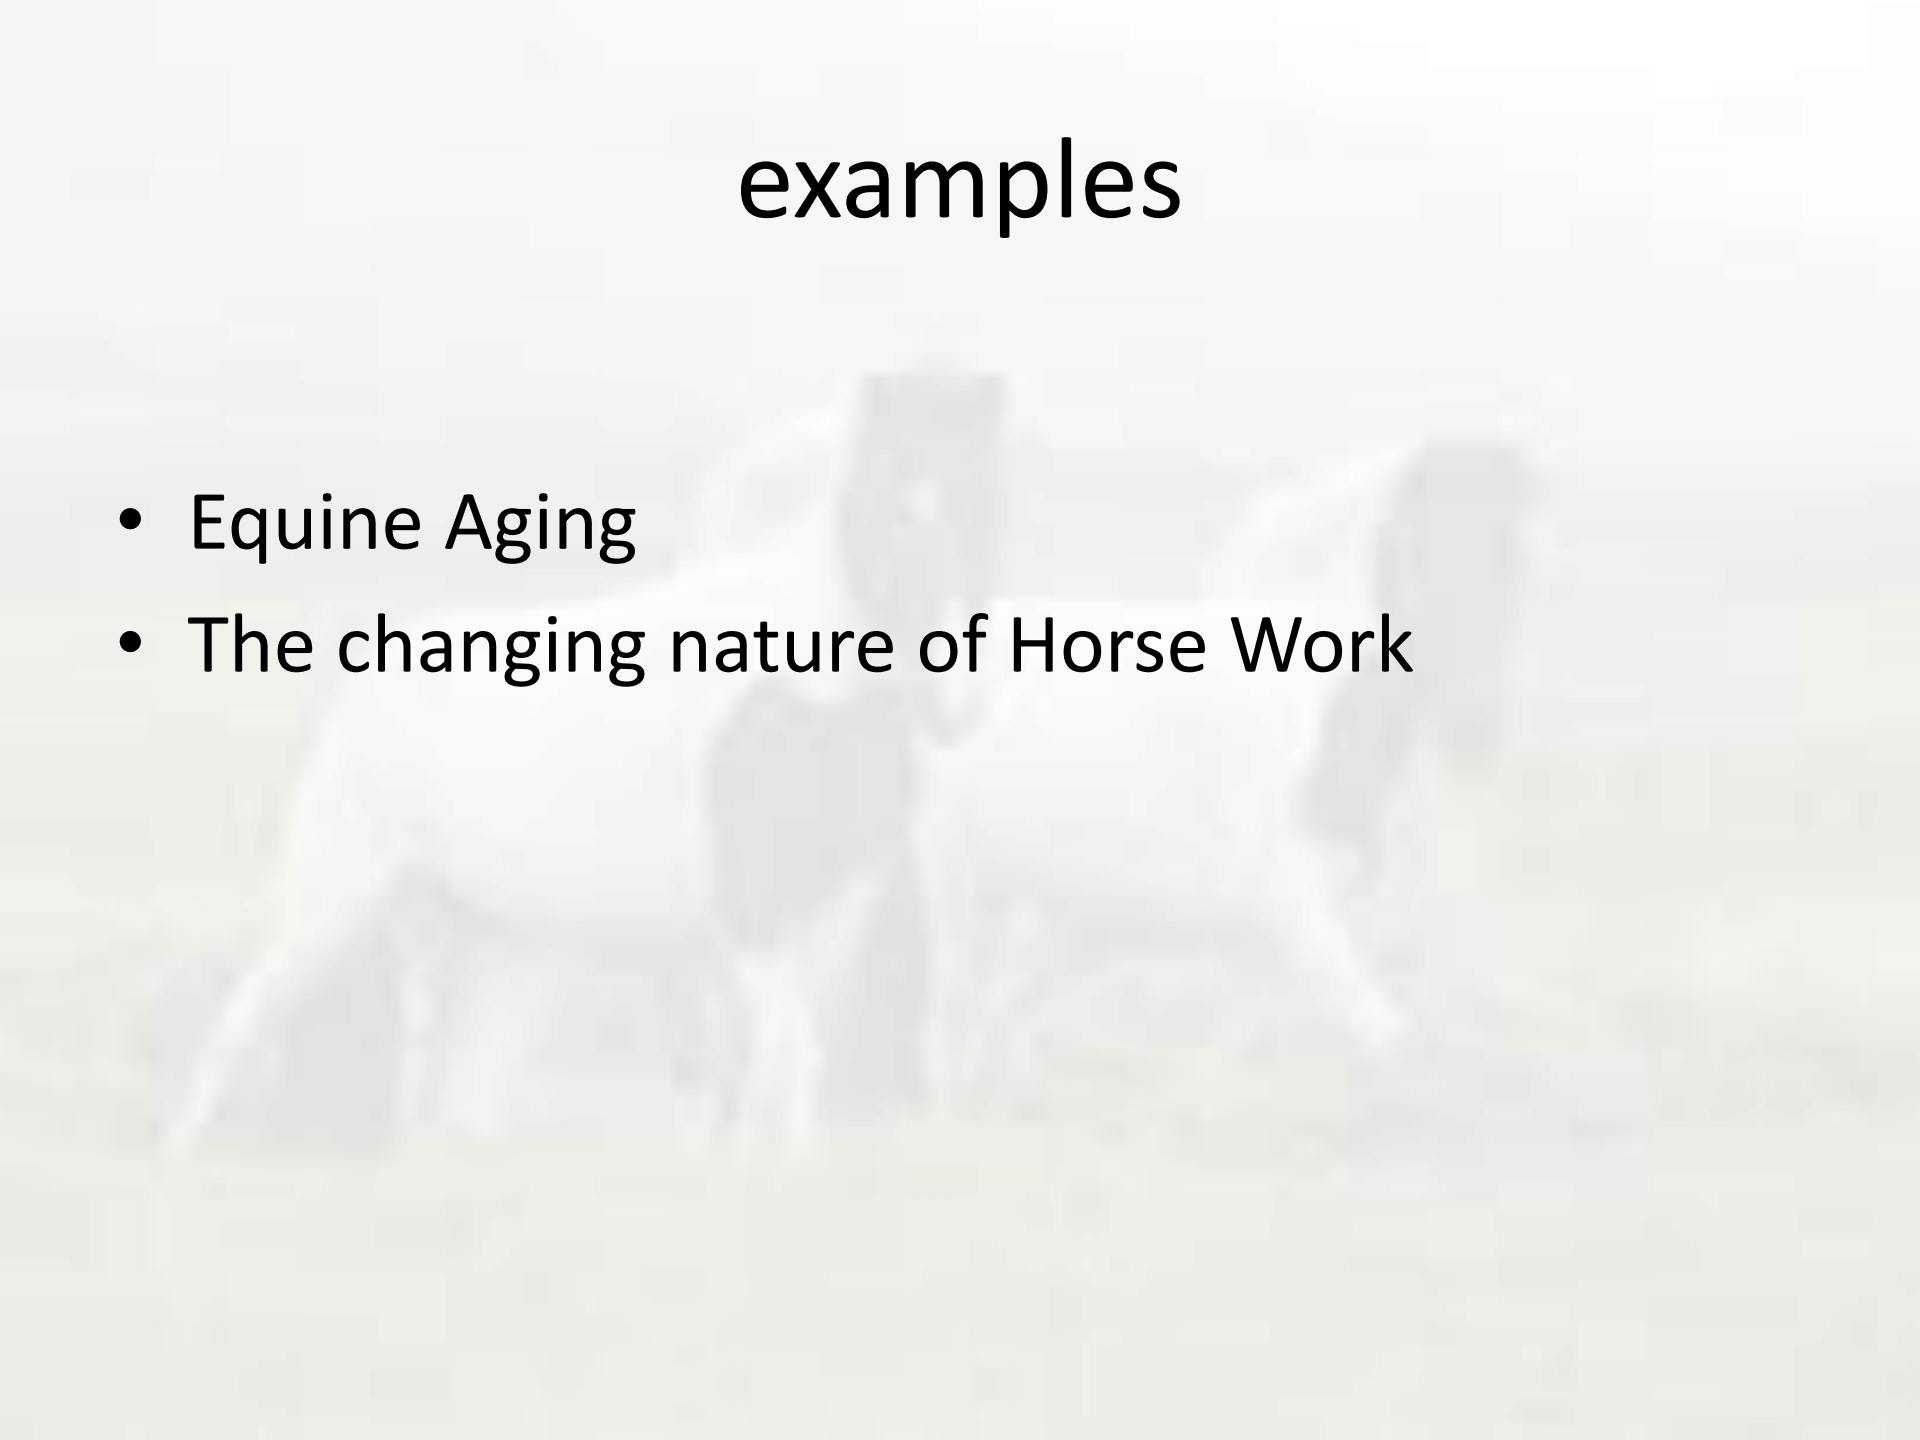 examples
• Equine Aging
• The changing nature of Horse Work